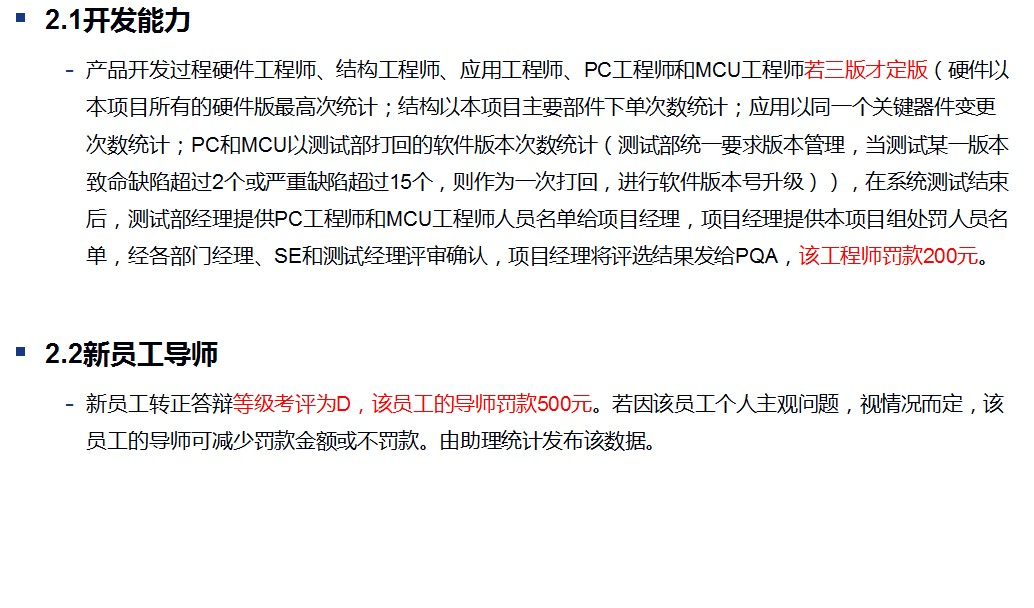 2.1开发能力
- 产品开发过程硬件工程师、结构工程师、应用工程师、PC工程师和MCU工程师若三版才定版（硬件以
本项目所有的硬件版最高次统计；结构以本项目主要部件下单次数统计；应用以同一个关键器件变更
次数统计；PC和MCU以测试部打回的软件版本次数统计（测试部统一要求版本管理，当测试某一版本
致命缺陷超过2个或严重缺陷超过15个，则作为一次打回，进行软件版本号升级）），在系统测试结束
后，测试部经理提供PC工程师和MCU工程师人员名单给项目经理，项目经理提供本项目组处罚人员名
单，经各部门经理、SE和测试经理评审确认，项目经理将评选结果发给PQA，该工程师罚款200元。
2.2新员工导师
- 新员工转正答辩等级考评为D，该员工的导师罚款500元。若因该员工个人主观问题，视情况而定，该
员工的导师可减少罚款金额或不罚款。由助理统计发布该数据。